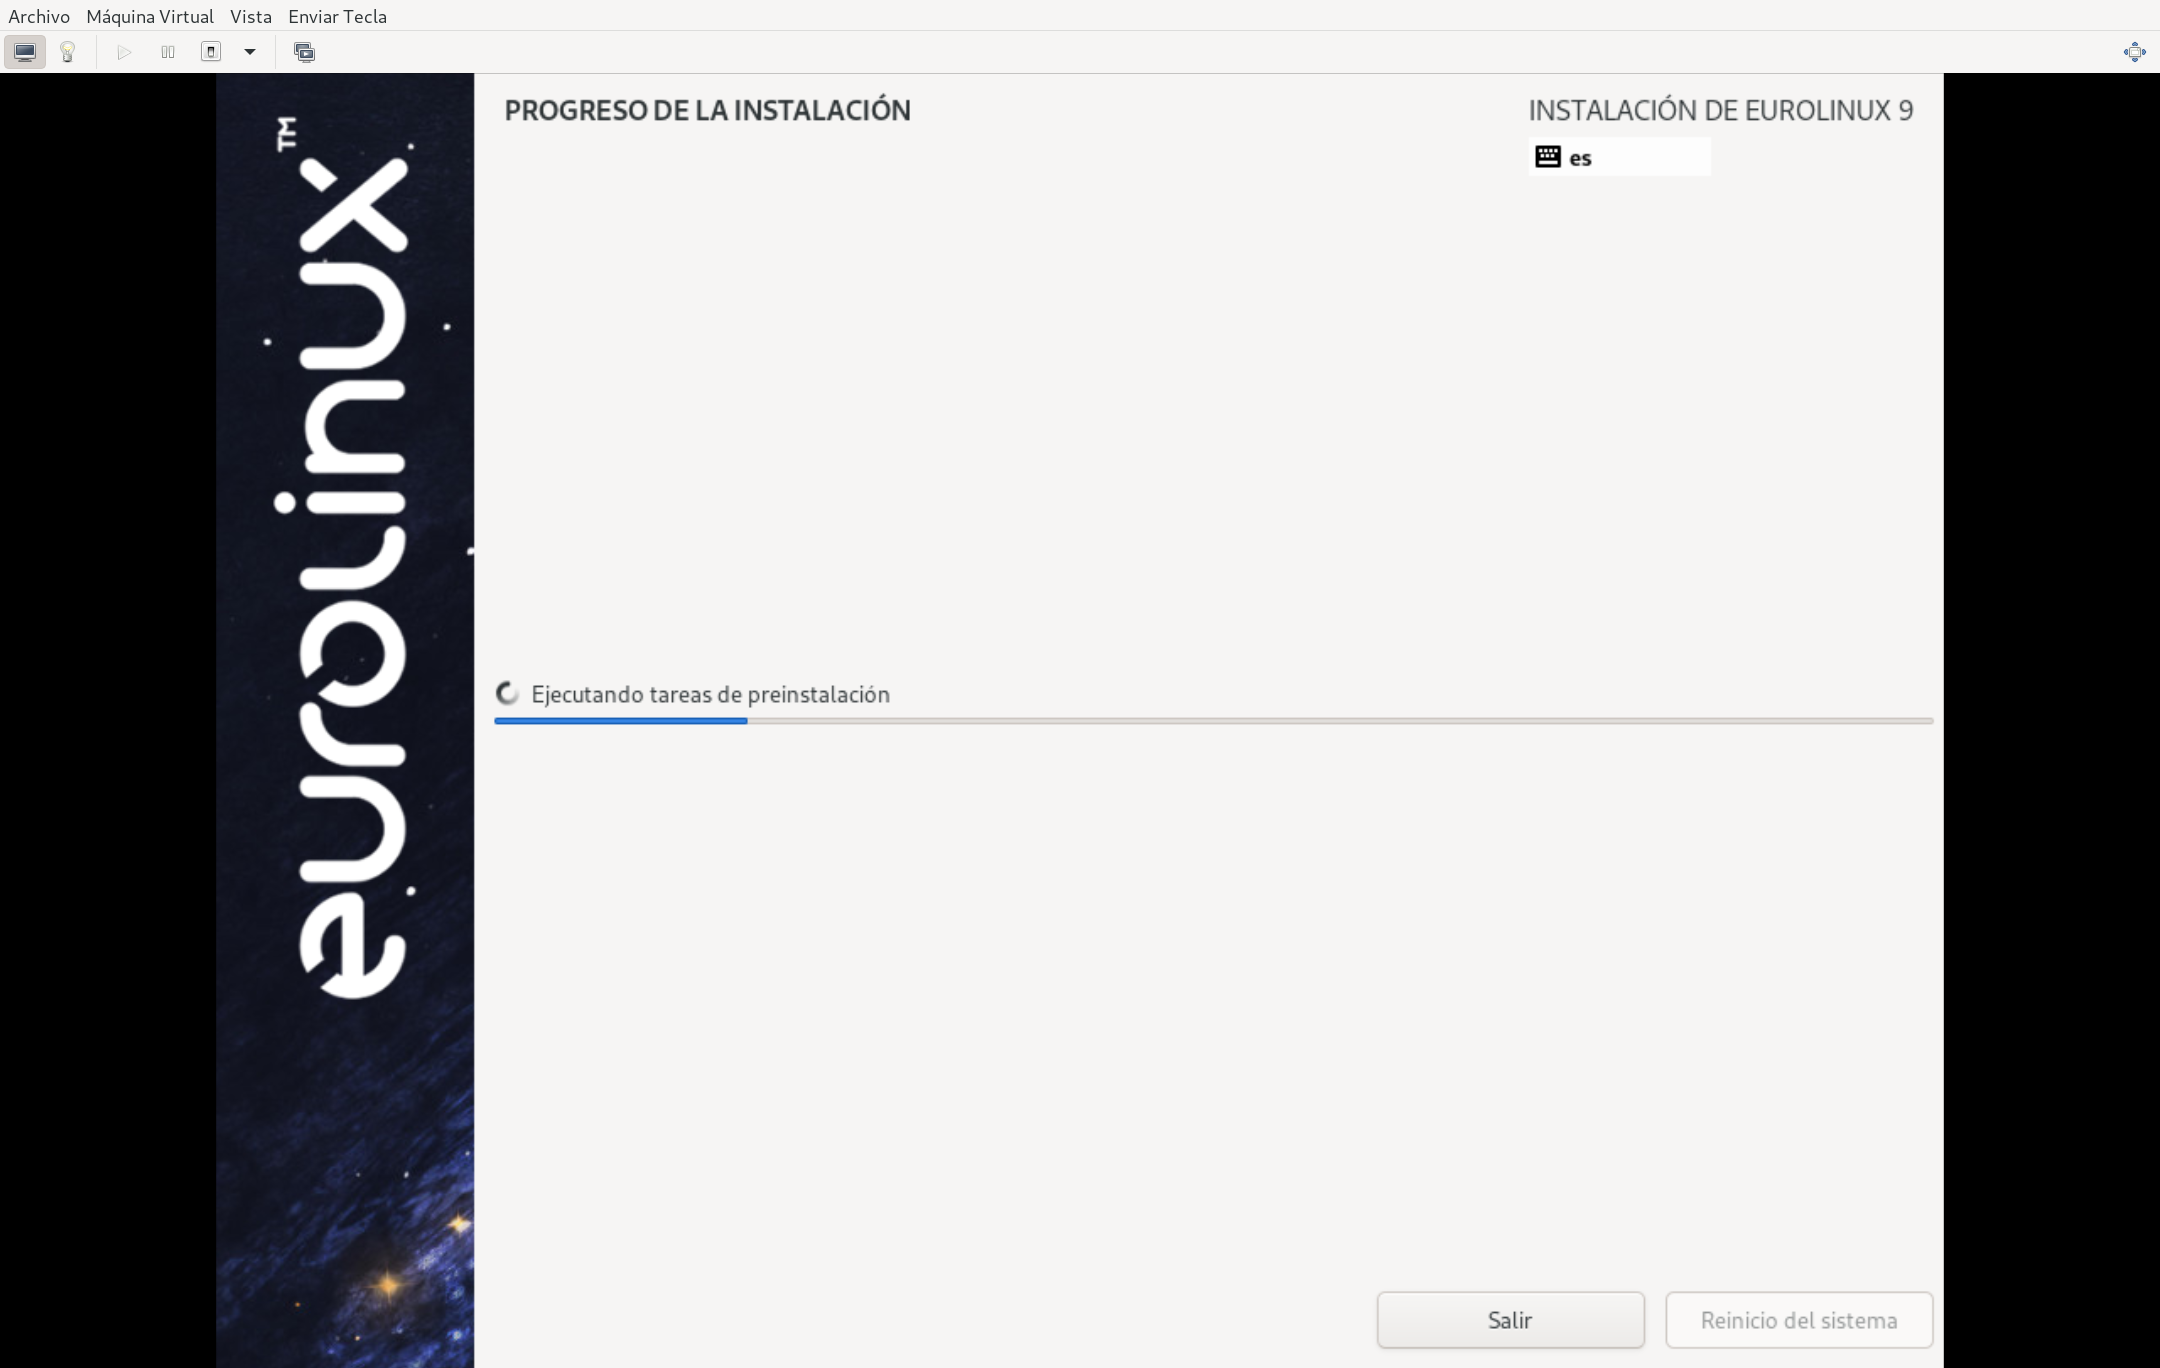 Archivo Máquina Virtual Vista Enviar Tecla
eurolinux™
PROGRESO DE LA INSTALACIÓN
INSTALACIÓN DE EUROLINUX 9
es
Ejecutando tareas de preinstalación
Salir
Reinicio del sistema